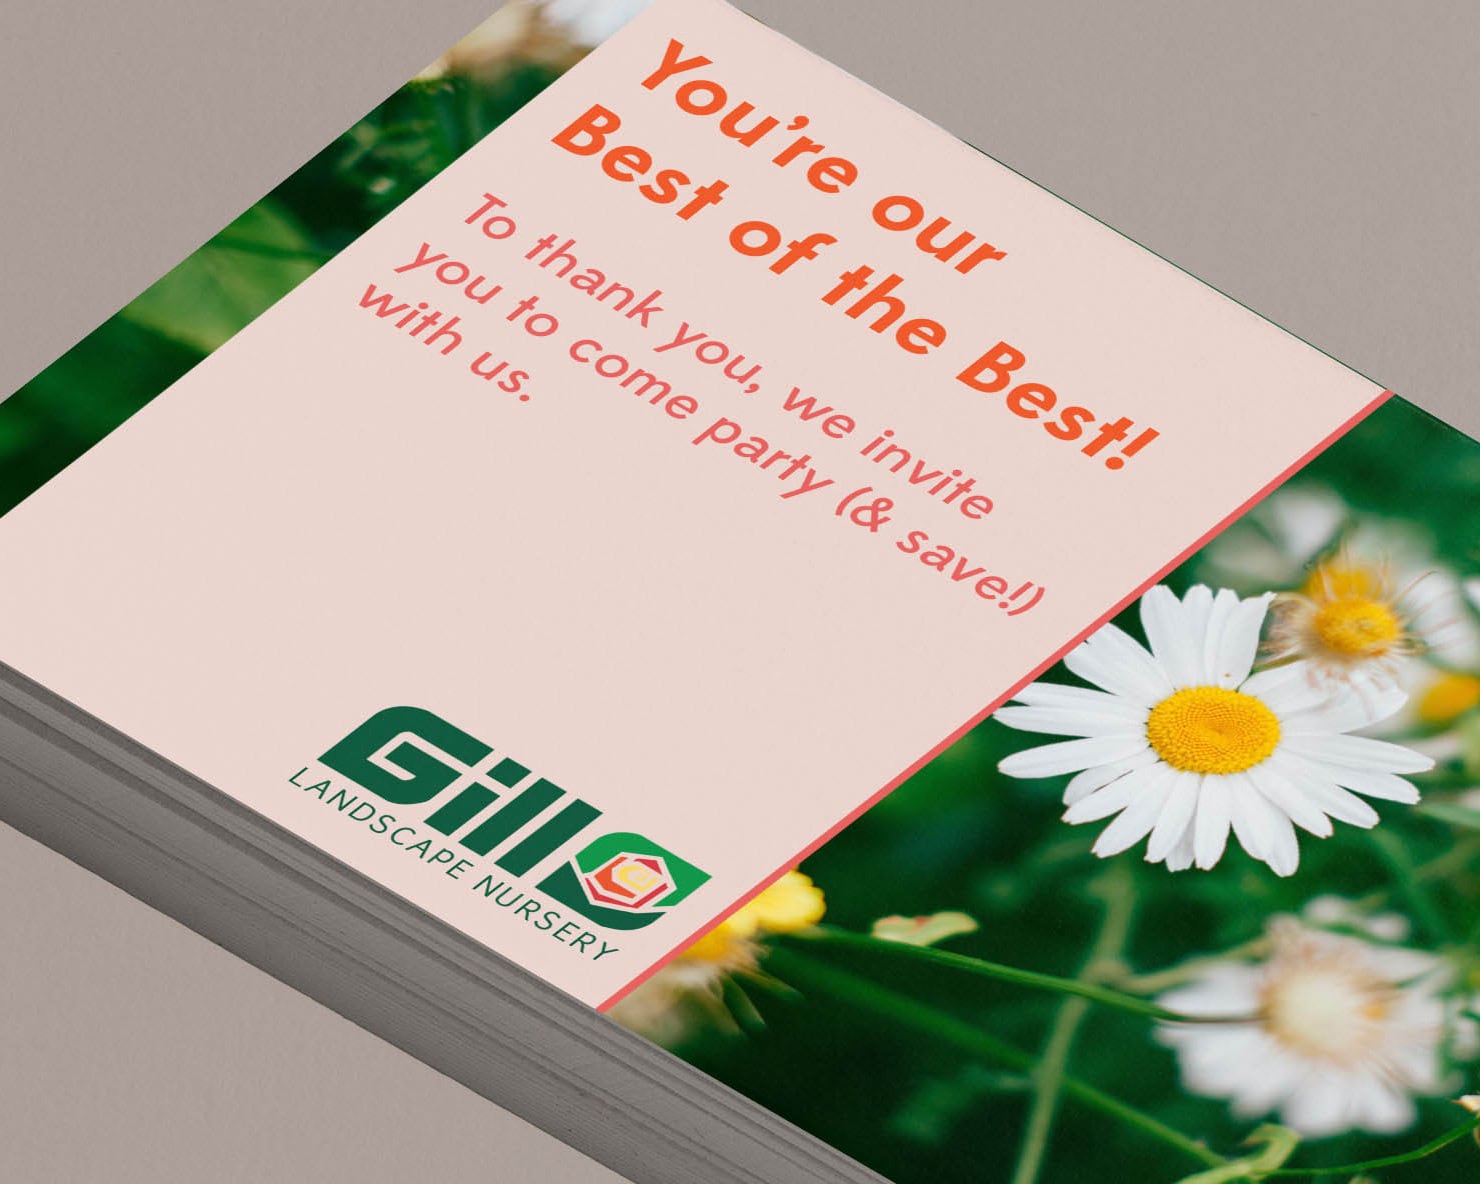 You’re our
Best of the Best!
To thank you, we invite
you to come party (& save!)
with us.
Gill
LANDSCAPE NURSERY